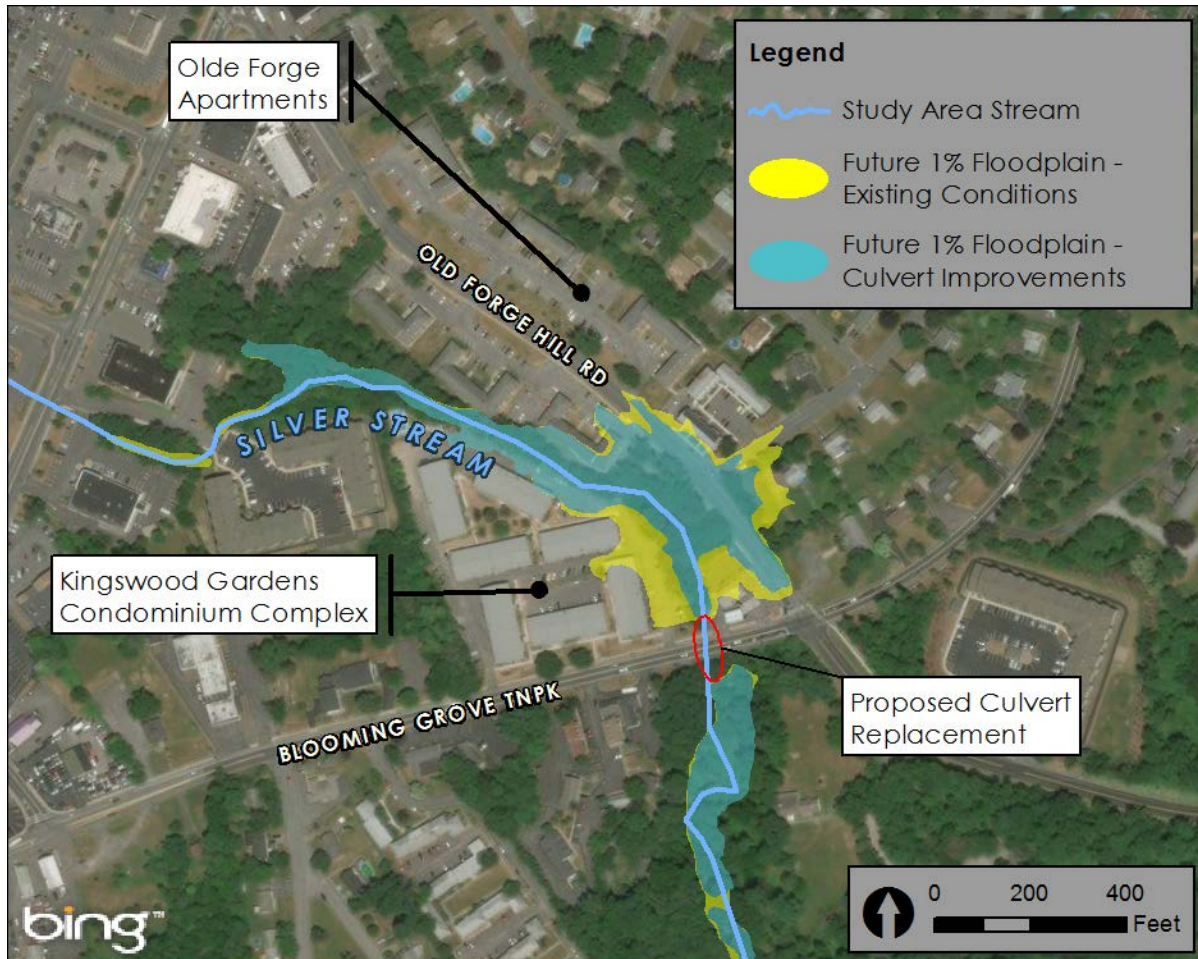 Olde Forge
Apartments
Legend
Study Area Stream
Future 1% Floodplain -
Existing Conditions
Future 1% Floodplain -
Culvert Improvements
OLD FORGE HILL RD
SILVER STREAM
Kingswood Gardens
Condominium Complex
Proposed Culvert
Replacement
BLOOMING GROVE TNPK
0 200 400
Feet
bing™